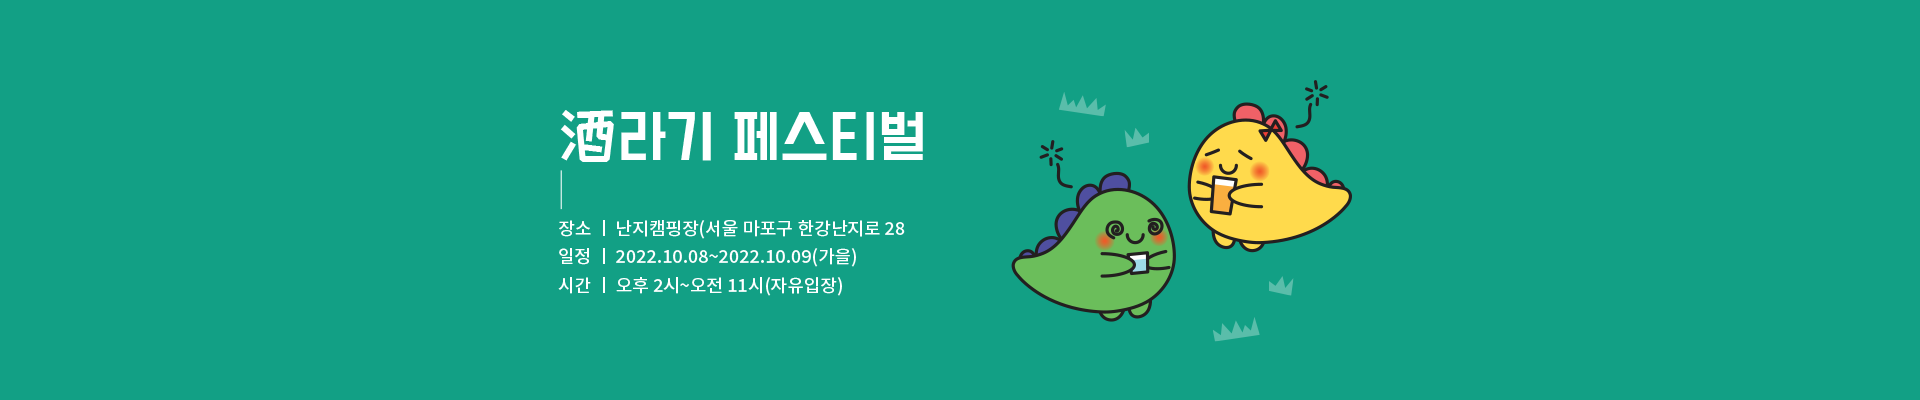 酒라기 페스티벌
장소 | 난지캠핑장(서울 마포구 한강난지로 28
일정 | 2022.10.08~2022.10.09(가을)
시간 | 오후 2시~오전 11시(자유입장)